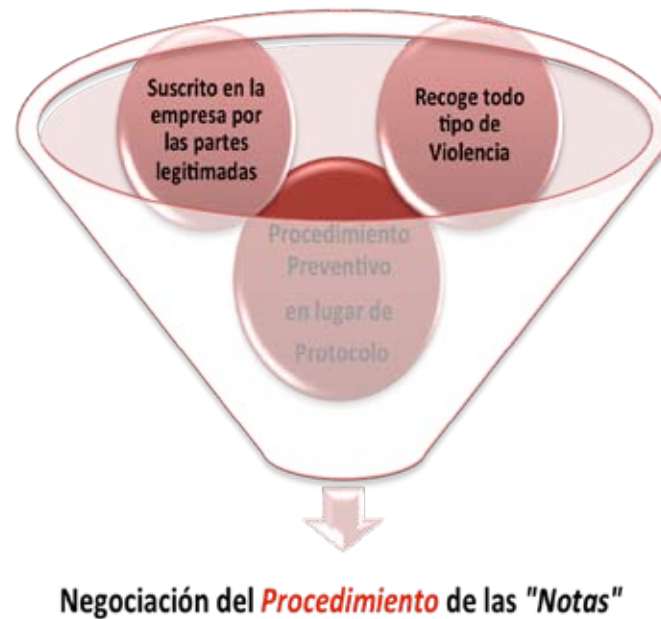 Suscrito en la
empresa por
las partes
legitimadas
Recoge todo
tipo de
Violencia
Procedimiento
Preventivo
en lugar de
Protocolo
Negociación del Procedimiento de las "Notas"